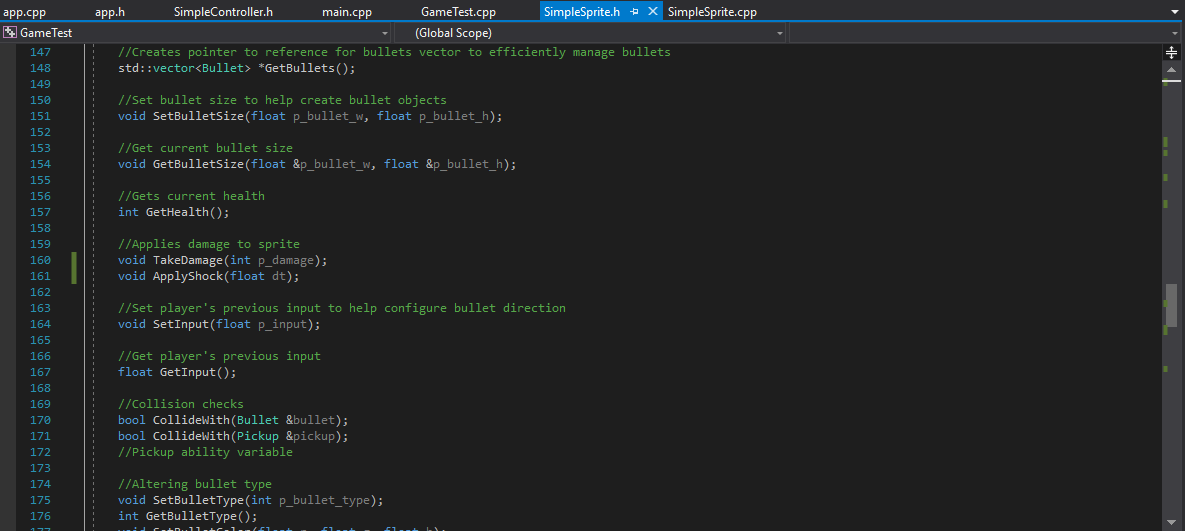 app.cpp app.h SimpleController.h main.cpp GameTest.cpp SimpleSprite.h SimpleSprite.cpp
GameTest (Global Scope)
147 //Creates pointer to reference for bullets vector to efficiently manage bullets
148 std::vector<Bullet> *GetBullets();
149
150 //Set bullet size to help create bullet objects
151 void SetBulletSize(float p_bullet_w, float p_bullet_h);
152
153 //Get current bullet size
154 void GetBulletSize(float &p_bullet_w, float &p_bullet_h);
155
156 //Gets current health
157 int GetHealth();
158
159 //Applies damage to sprite
160 void TakeDamage(int p_damage);
161 void ApplyShock(float dt);
162
163 //Set player's previous input to help configure bullet direction
164 void SetInput(float p_input);
165
166 //Get player's previous input
167 float GetInput();
168
169 //Collision checks
170 bool CollideWith(Bullet &bullet);
171 bool CollideWith(Pickup &pickup);
172 //Pickup ability variable
173
174 //Altering bullet type
175 void SetBulletType(int p_bullet_type);
176 int GetBulletType();
177 void SetBulletColor(float